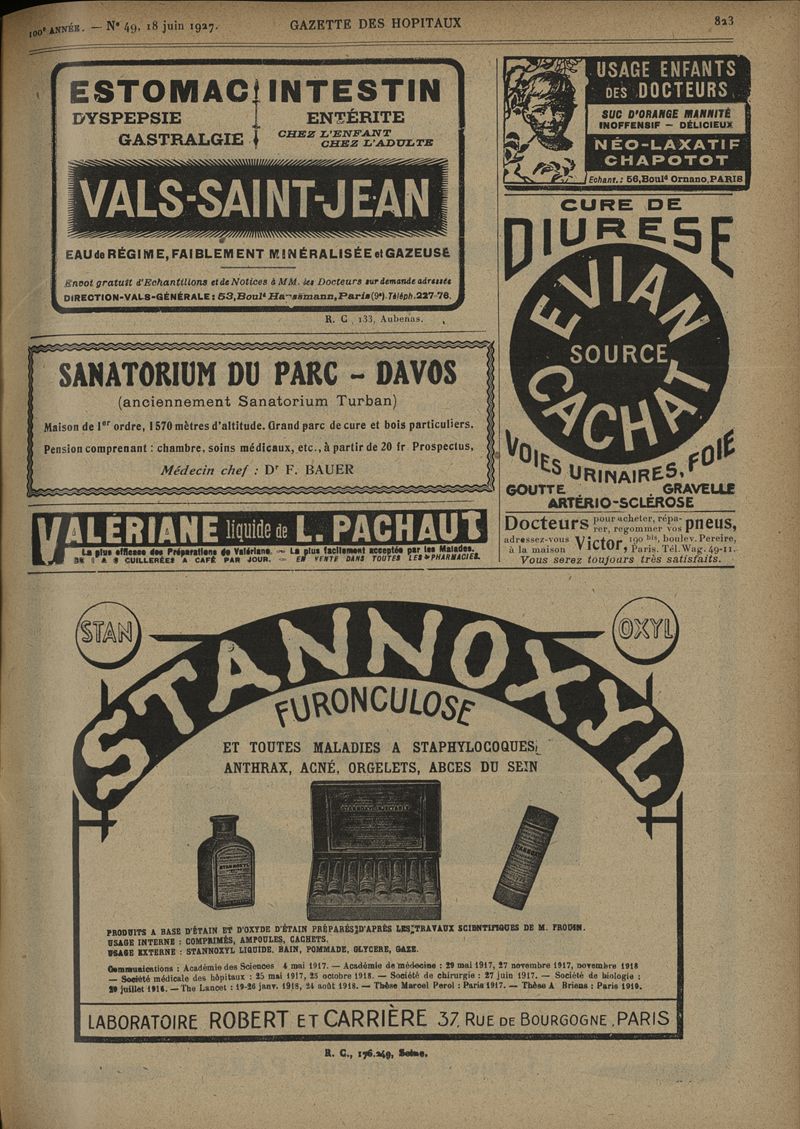 100e ANNÉE. — N° 49, 18 juin 1927.
GAZETTE DES HOPITAUX
823
ESTOMAC INTESTIN
DYSPEPSIE ENTÉRITE
GASTRALGIE CHEZ L'ENFANT
CHEZ L'ADULTE
VALS-SAINT-JEAN
EAU de RÉGIME, FAIBLEMENT MINÉRALISÉE et GAZEUSE
Envoi gratuit d'Echantillons et de Notices à MM. les Docteurs sur demande adressée
DIRECTION-VALS-GÉNÉRALE: 53, Boulᵈ Haussmann, Paris (9ᵉ). Téléph. 227-76.
R. C. 133, Aubenas.
SANATORIUM DU PARC - DAVOS
(anciennement Sanatorium Turban)
Maison de 1er ordre, 1570 mètres d'altitude. Grand parc de cure et bois particuliers.
Pension comprenant : chambre, soins médicaux, etc., à partir de 20 fr. Prospectus,
Médecin chef : Dr F. BAUER
VALÉRIANE liquide de L. PACHAUT
La plus efficace des Préparations de Valériane. — La plus facilement acceptée par les Malades.
DE 1 A 3 CUILLERÉES A CAFÉ PAR JOUR. — EN VENTE DANS TOUTES LES PHARMACIES.
USAGE ENFANTS
DES DOCTEURS
SUC D'ORANGE MANNITÉ
INOFFENSIF — DÉLICIEUX
NÉO-LAXATIF
CHAPOTOT
Echant.: 56, Boulᵈ Ornano, PARIS
CURE DE
DIURESE
EVIAN
SOURCE
CACHAT
VOIES URINAIRES, FOIE
GOUTTE GRAVELLE
ARTÉRIO-SCLÉROSE
Docteurs pour acheter, répa-
rer, regommer vos pneus,
adressez-vous Victor, 190 bis, boulev. Pereire,
à la maison Paris. Tél. Wag. 49-11.
Vous serez toujours très satisfaits.
STAN
OXYL
STANNOXYL
FURONCULOSE
ET TOUTES MALADIES A STAPHYLOCOQUES
ANTHRAX, ACNÉ, ORGELETS, ABCES DU SEIN
STANNOXYL
PRODUITS A BASE D'ÉTAIN ET D'OXYDE D'ÉTAIN PRÉPARÉS D'APRÈS LES TRAVAUX SCIENTIFIQUES DE M. FROUIN.
USAGE INTERNE : COMPRIMÉS, AMPOULES, CACHETS.
USAGE EXTERNE : STANNOXYL LIQUIDE, BAIN, POMMADE, GLYCERE, GAZE.
Communications : Académie des Sciences 4 mai 1917. — Académie de médecine : 29 mai 1917, 27 novembre 1917, novembre 1918
— Société médicale des hôpitaux : 25 mai 1917, 25 octobre 1918. — Société de chirurgie : 27 juin 1917. — Société de biologie :
29 juillet 1916. — The Lancet : 19-26 janv. 1918, 24 août 1918. — Thèse Marcel Perol : Paris 1917. — Thèse A Briens : Paris 1919.
LABORATOIRE ROBERT ET CARRIÈRE 37, RUE DE BOURGOGNE, PARIS
R. C., 176.249, Seine.